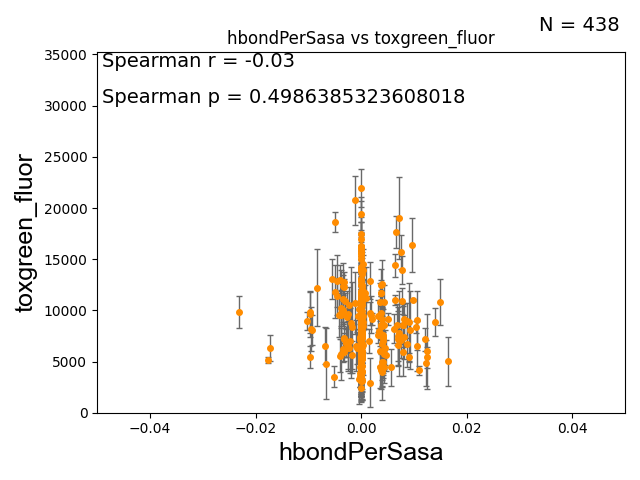 N = 438
hbondPerSasa vs toxgreen_fluor
Spearman r = -0.03
Spearman p = 0.4986385323608018
toxgreen_fluor
35000
30000
25000
20000
15000
10000
5000
0
−0.04 −0.02 0.00 0.02 0.04
hbondPerSasa